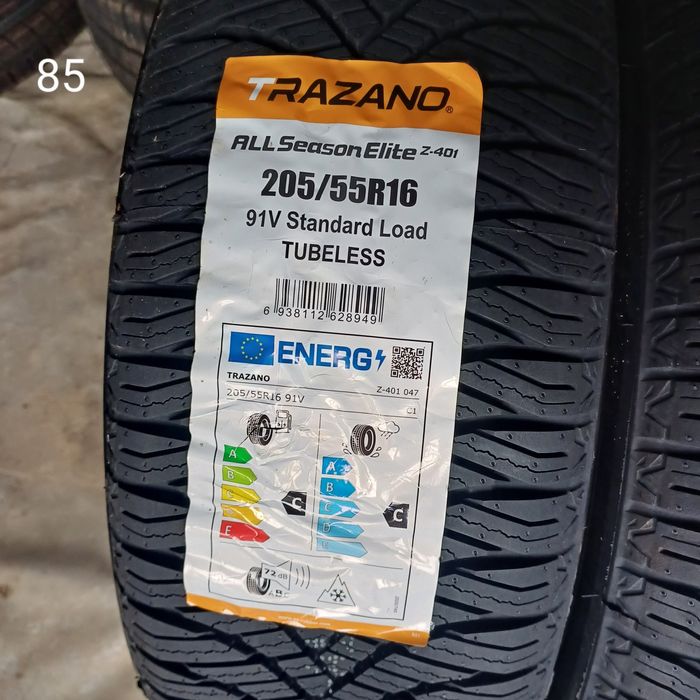 85
TRAZANO®
ALL Season Elite Z-401
205/55R16
91V Standard Load
TUBELESS
6 938112 628949
ENERG
TRAZANO
Z-401 047
205/55R16 91V
C1
A
A
B
B
C
C
C
C
D
D
E
E
72 dB
A B C